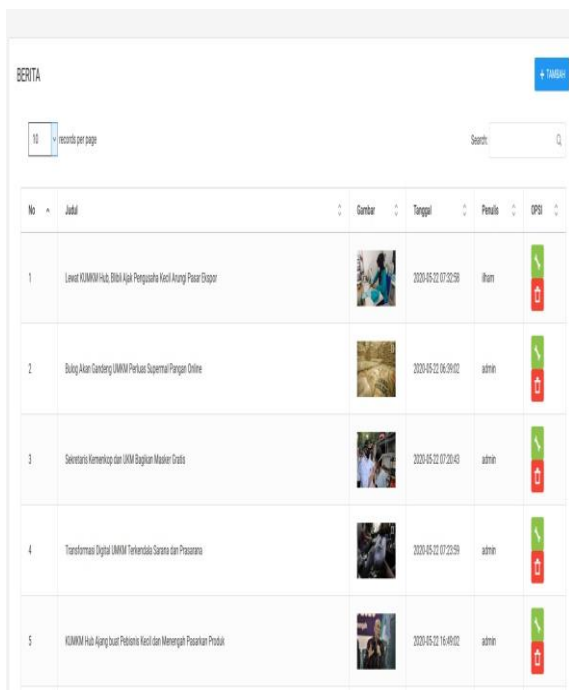 BERITA
+ TAMBAH
10 records per page
Search:
No Judul Gambar Tanggal Penulis OPSI
1 Lewat KUMKM Hub, Blibli Ajak Pengusaha Kecil Arungi Pasar Ekspor 2020-05-22 07:32:58 ilham
2 Bulog Akan Gandeng UMKM Perluas Supermal Pangan Online 2020-05-22 06:39:02 admin
3 Sekretaris Kemenkop dan UKM Bagikan Masker Gratis 2020-05-22 07:20:43 admin
4 Transformasi Digital UMKM Terkendala Sarana dan Prasarana 2020-05-22 07:23:59 admin
5 KUMKM Hub Ajang buat Pebisnis Kecil dan Menengah Pasarkan Produk 2020-05-22 16:49:02 admin